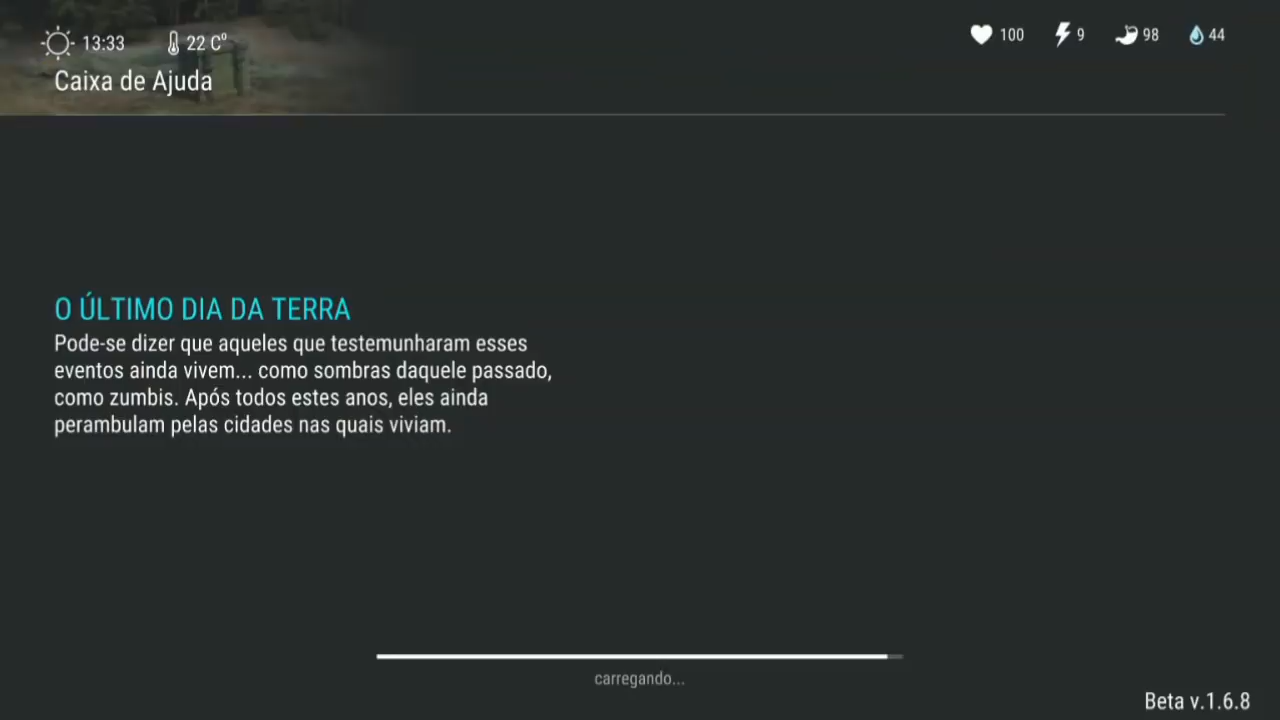 13:33 22 Cº 100 9 98 44
Caixa de Ajuda
O ÚLTIMO DIA DA TERRA
Pode-se dizer que aqueles que testemunharam esses
eventos ainda vivem... como sombras daquele passado,
como zumbis. Após todos estes anos, eles ainda
perambulam pelas cidades nas quais viviam.
carregando...
Beta v.1.6.8